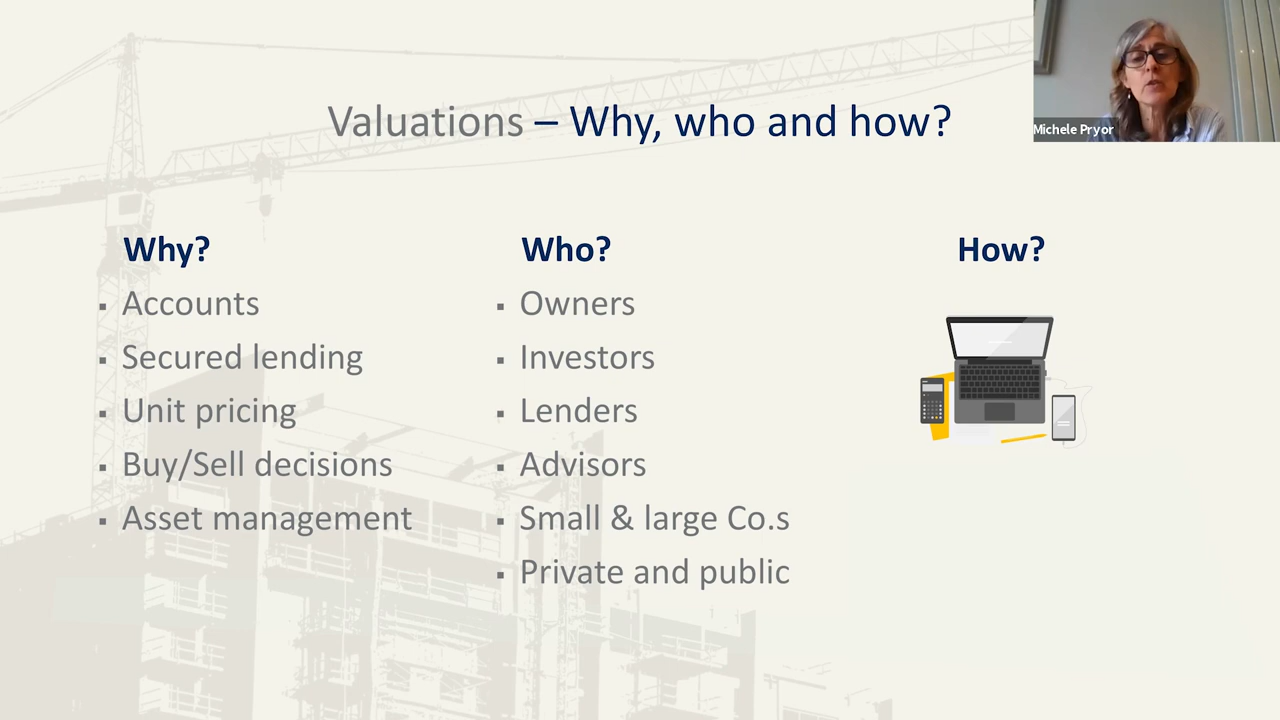 Valuations – Why, who and how?
Michele Pryor
Why?
Accounts
Secured lending
Unit pricing
Buy/Sell decisions
Asset management
Who?
Owners
Investors
Lenders
Advisors
Small & large Co.s
Private and public
How?